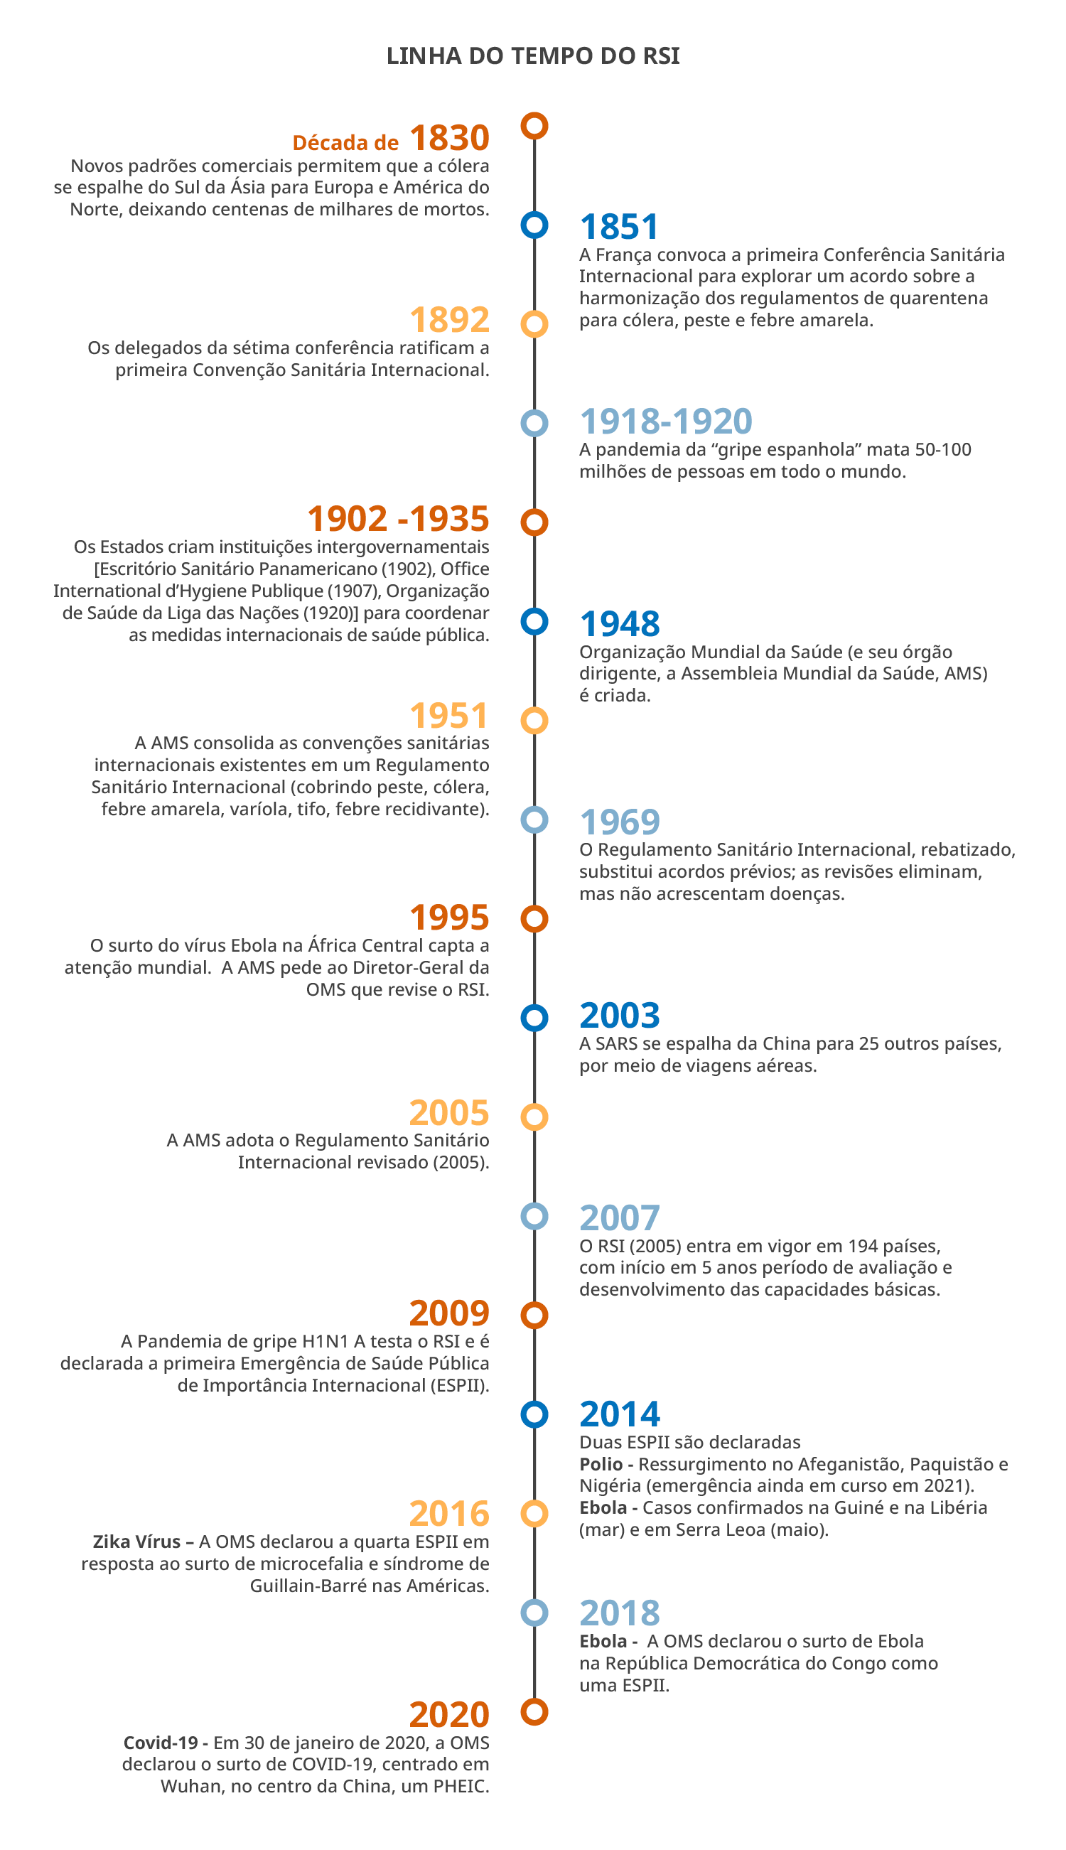 LINHA DO TEMPO DO RSI
Década de 1830
Novos padrões comerciais permitem que a cólera
se espalhe do Sul da Ásia para Europa e América do
Norte, deixando centenas de milhares de mortos.
1851
A França convoca a primeira Conferência Sanitária
Internacional para explorar um acordo sobre a
harmonização dos regulamentos de quarentena
para cólera, peste e febre amarela.
1892
Os delegados da sétima conferência ratificam a
primeira Convenção Sanitária Internacional.
1918-1920
A pandemia da “gripe espanhola” mata 50-100
milhões de pessoas em todo o mundo.
1902 -1935
Os Estados criam instituições intergovernamentais
[Escritório Sanitário Panamericano (1902), Office
International d’Hygiene Publique (1907), Organização
de Saúde da Liga das Nações (1920)] para coordenar
as medidas internacionais de saúde pública.
1948
Organização Mundial da Saúde (e seu órgão
dirigente, a Assembleia Mundial da Saúde, AMS)
é criada.
1951
A AMS consolida as convenções sanitárias
internacionais existentes em um Regulamento
Sanitário Internacional (cobrindo peste, cólera,
febre amarela, varíola, tifo, febre recidivante).
1969
O Regulamento Sanitário Internacional, rebatizado,
substitui acordos prévios; as revisões eliminam,
mas não acrescentam doenças.
1995
O surto do vírus Ebola na África Central capta a
atenção mundial.  A AMS pede ao Diretor-Geral da
OMS que revise o RSI.
2003
A SARS se espalha da China para 25 outros países,
por meio de viagens aéreas.
2005
A AMS adota o Regulamento Sanitário
Internacional revisado (2005).
2007
O RSI (2005) entra em vigor em 194 países,
com início em 5 anos período de avaliação e
desenvolvimento das capacidades básicas.
2009
A Pandemia de gripe H1N1 A testa o RSI e é
declarada a primeira Emergência de Saúde Pública
de Importância Internacional (ESPII).
2014
Duas ESPII são declaradas
Polio - Ressurgimento no Afeganistão, Paquistão e
Nigéria (emergência ainda em curso em 2021).
Ebola - Casos confirmados na Guiné e na Libéria
(mar) e em Serra Leoa (maio).
2016
Zika Vírus – A OMS declarou a quarta ESPII em
resposta ao surto de microcefalia e síndrome de
Guillain-Barré nas Américas.
2018
Ebola -  A OMS declarou o surto de Ebola
na República Democrática do Congo como
uma ESPII.
2020
Covid-19 - Em 30 de janeiro de 2020, a OMS
declarou o surto de COVID-19, centrado em
Wuhan, no centro da China, um PHEIC.